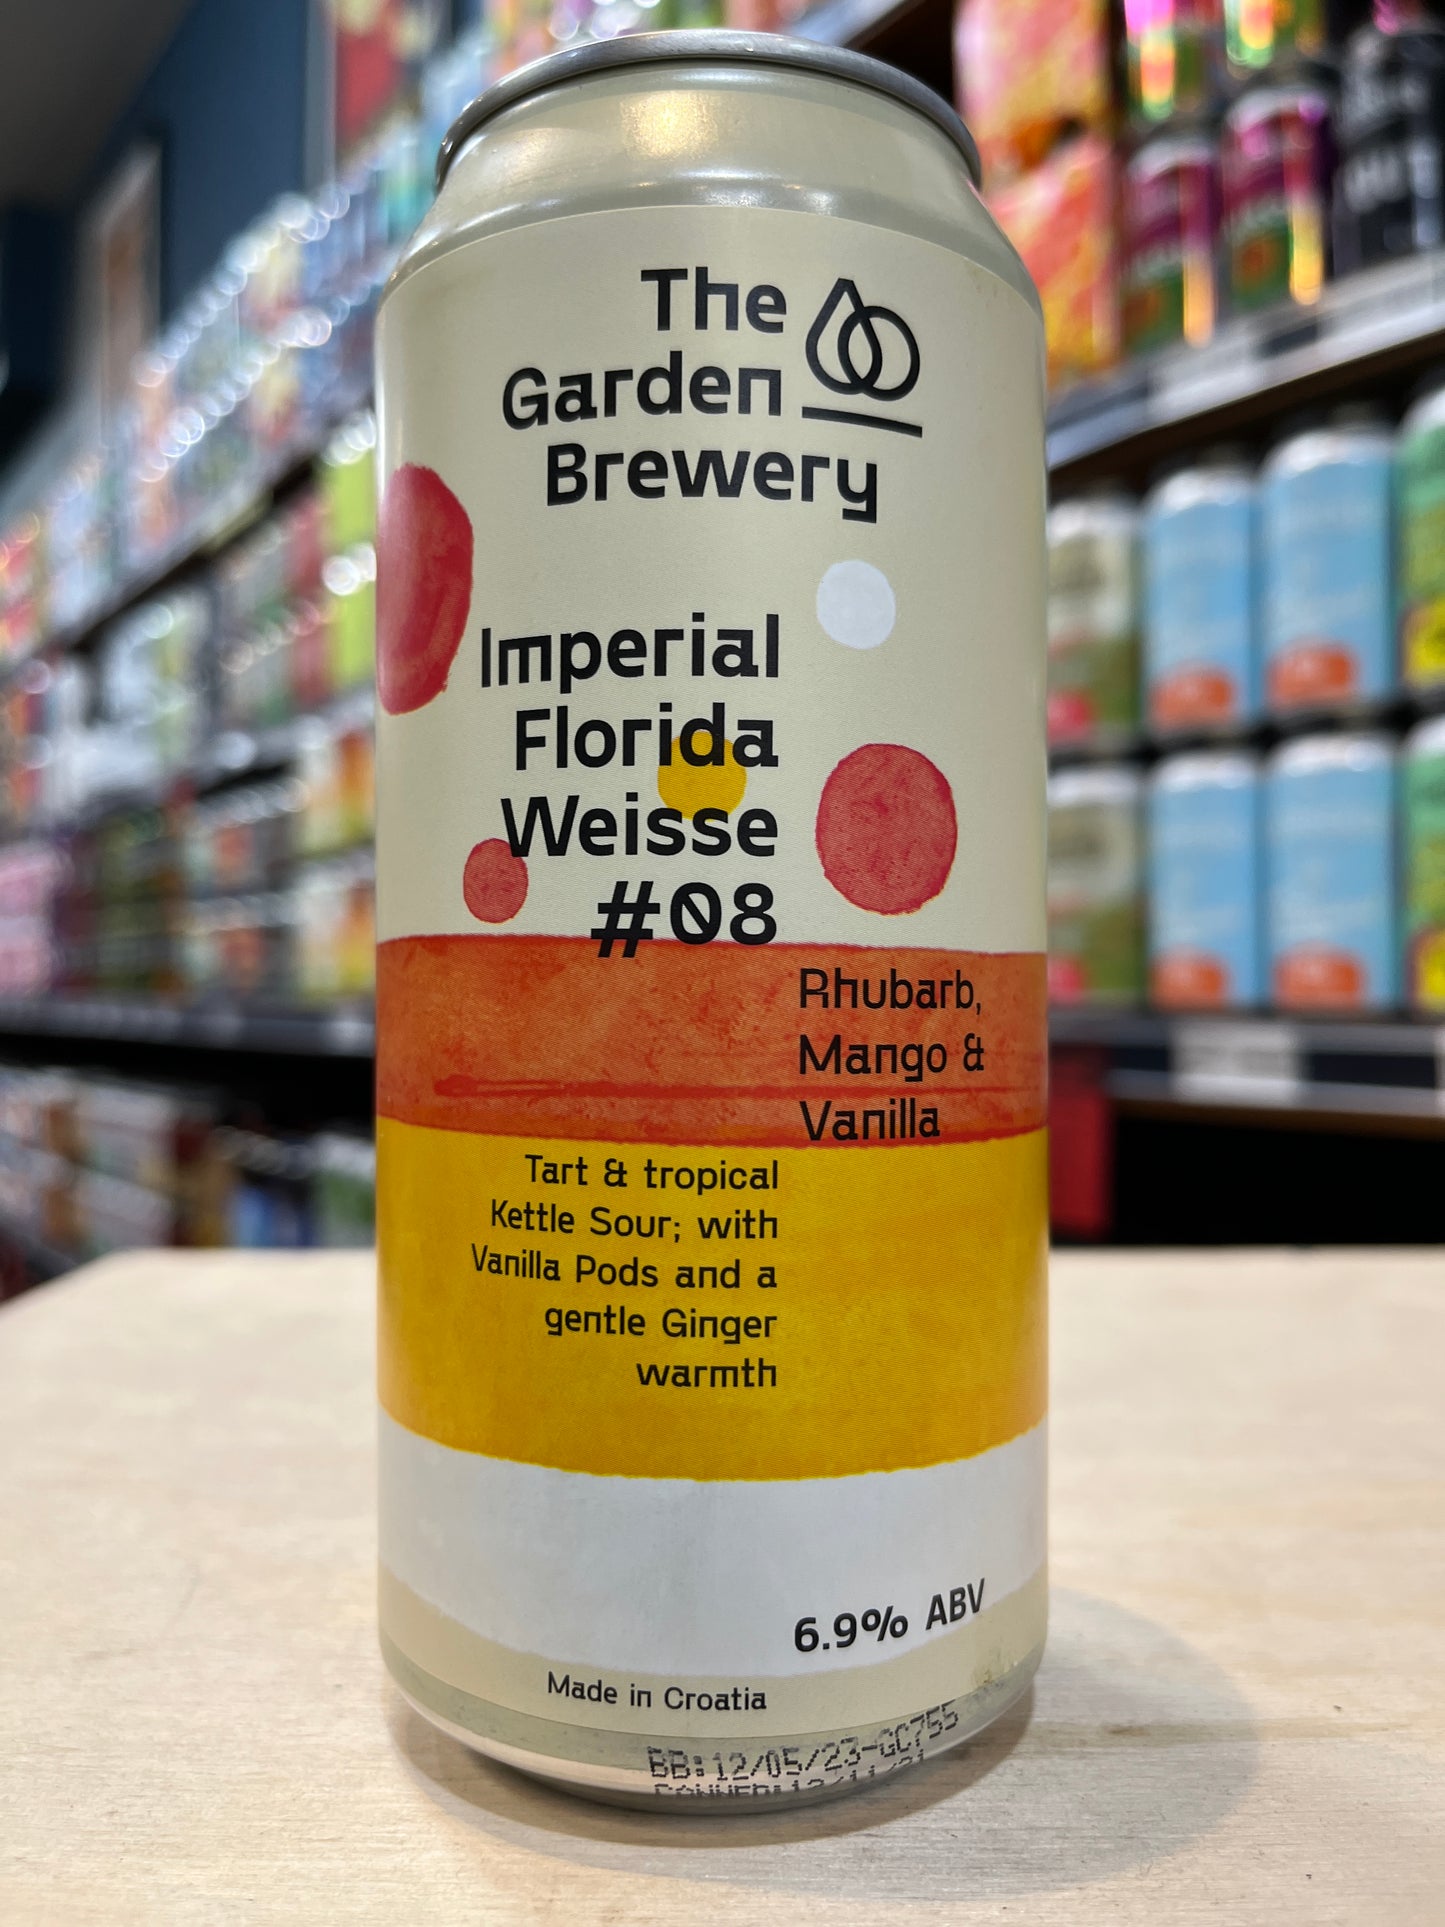 The
Garden
Brewery
Imperial
Florida
Weisse
#08
Rhubarb,
Mango &
Vanilla
Tart & tropical
Kettle Sour; with
Vanilla Pods and a
gentle Ginger
warmth
6.9% ABV
Made in Croatia
BB:12/05/23-GC755